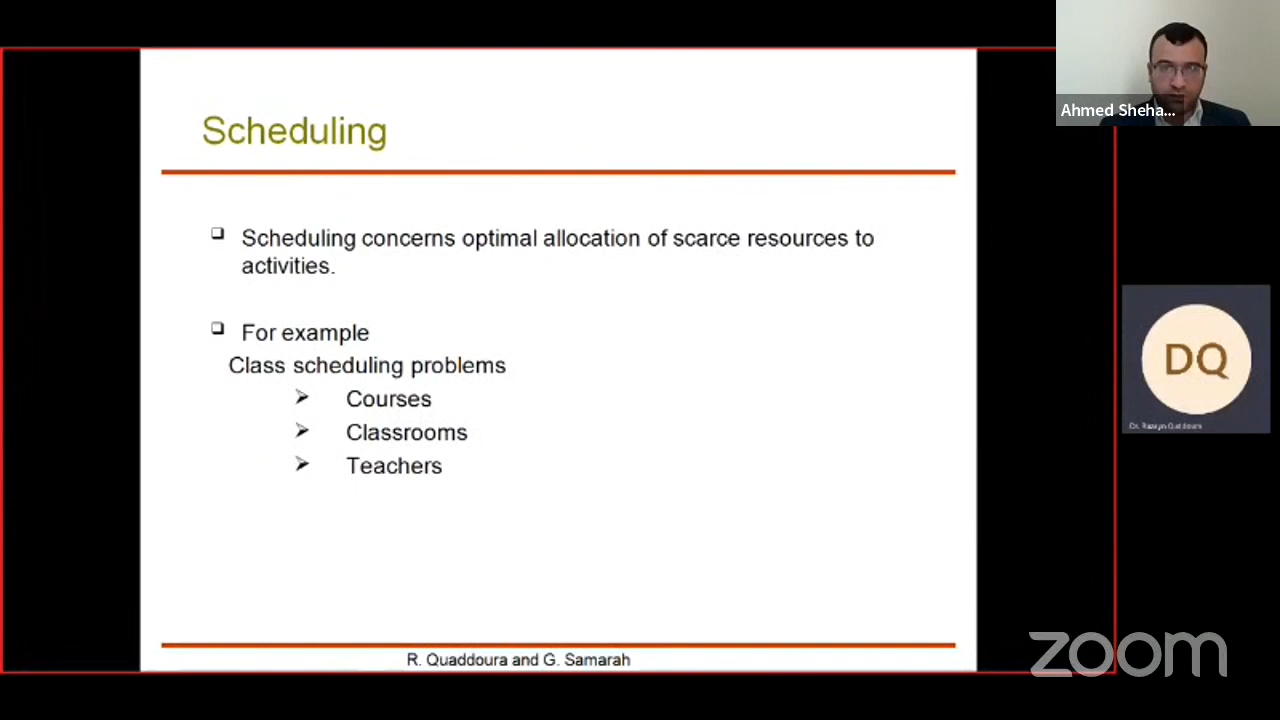 Scheduling
Scheduling concerns optimal allocation of scarce resources to
activities.
For example
Class scheduling problems
Courses
Classrooms
Teachers
R. Quaddoura and G. Samarah
Ahmed Sheha...
DQ
Dr.
zoom